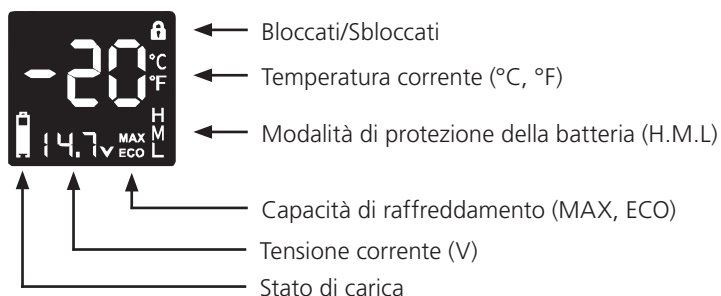 Bloccati/Sbloccati
-20 °C
°F
Temperatura corrente (°C, °F)
H
M
L
Modalità di protezione della batteria (H.M.L)
14.7v MAX
ECO
Capacità di raffreddamento (MAX, ECO)
Tensione corrente (V)
Stato di carica